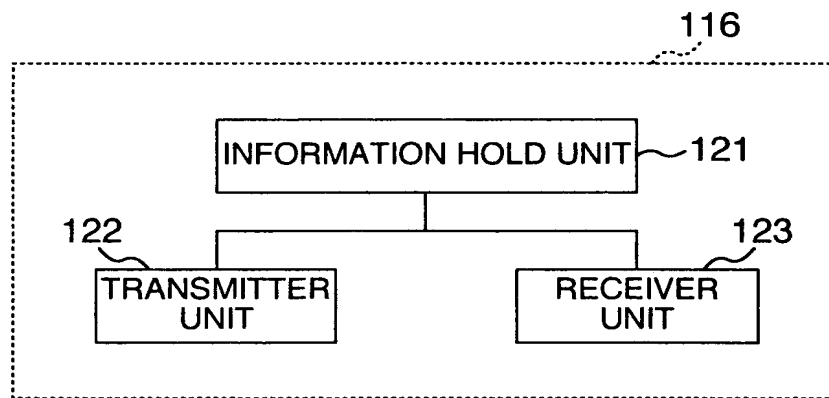 116
INFORMATION HOLD UNIT
121
122
123
TRANSMITTER
UNIT
RECEIVER
UNIT